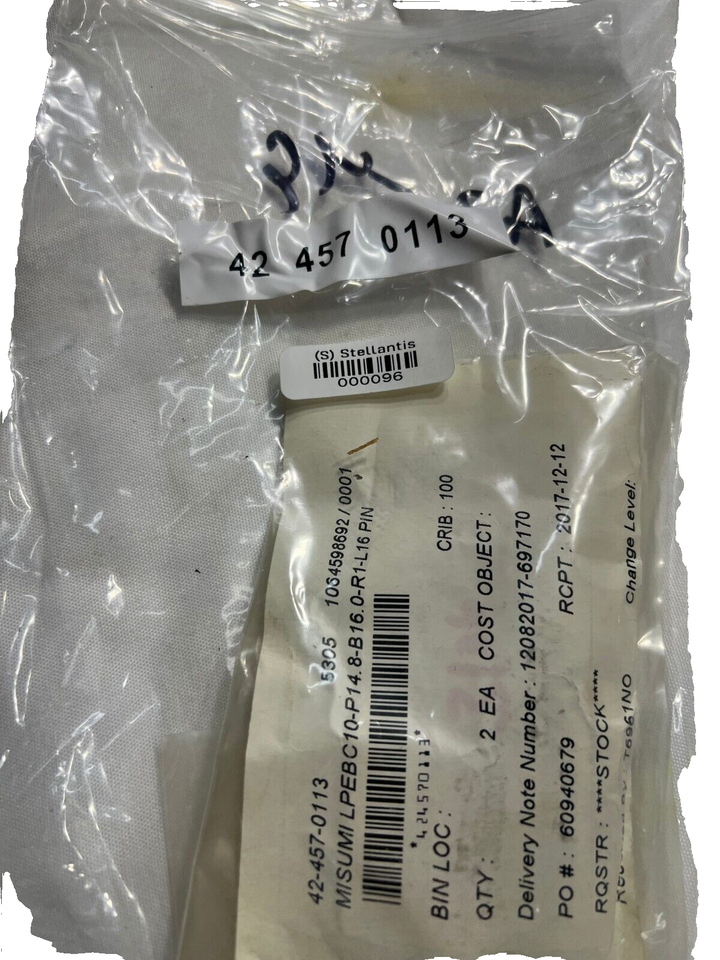 42 457 0113
(S) Stellantis
000096
42-457-0113 5305 1064598692 / 0001
MISUMI LPEBC10-P14.8-B16.0-R1-L16 PIN
*424570113*
BIN LOC : CRIB : 100
QTY : 2 EA COST OBJECT :
Delivery Note Number : 12082017-697170
PO # : 60940679 RCPT : 2017-12-12
RQSTR : ****STOCK****
Change Level: